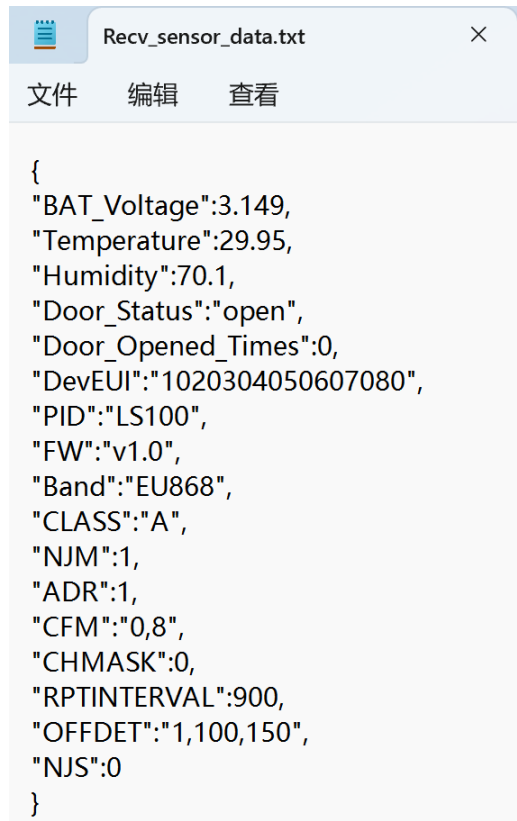 Recv_sensor_data.txt
文件 编辑 查看
{
"BAT_Voltage":3.149,
"Temperature":29.95,
"Humidity":70.1,
"Door_Status":"open",
"Door_Opened_Times":0,
"DevEUI":"1020304050607080",
"PID":"LS100",
"FW":"v1.0",
"Band":"EU868",
"CLASS":"A",
"NJM":1,
"ADR":1,
"CFM":"0,8",
"CHMASK":0,
"RPTINTERVAL":900,
"OFFDET":"1,100,150",
"NJS":0
}